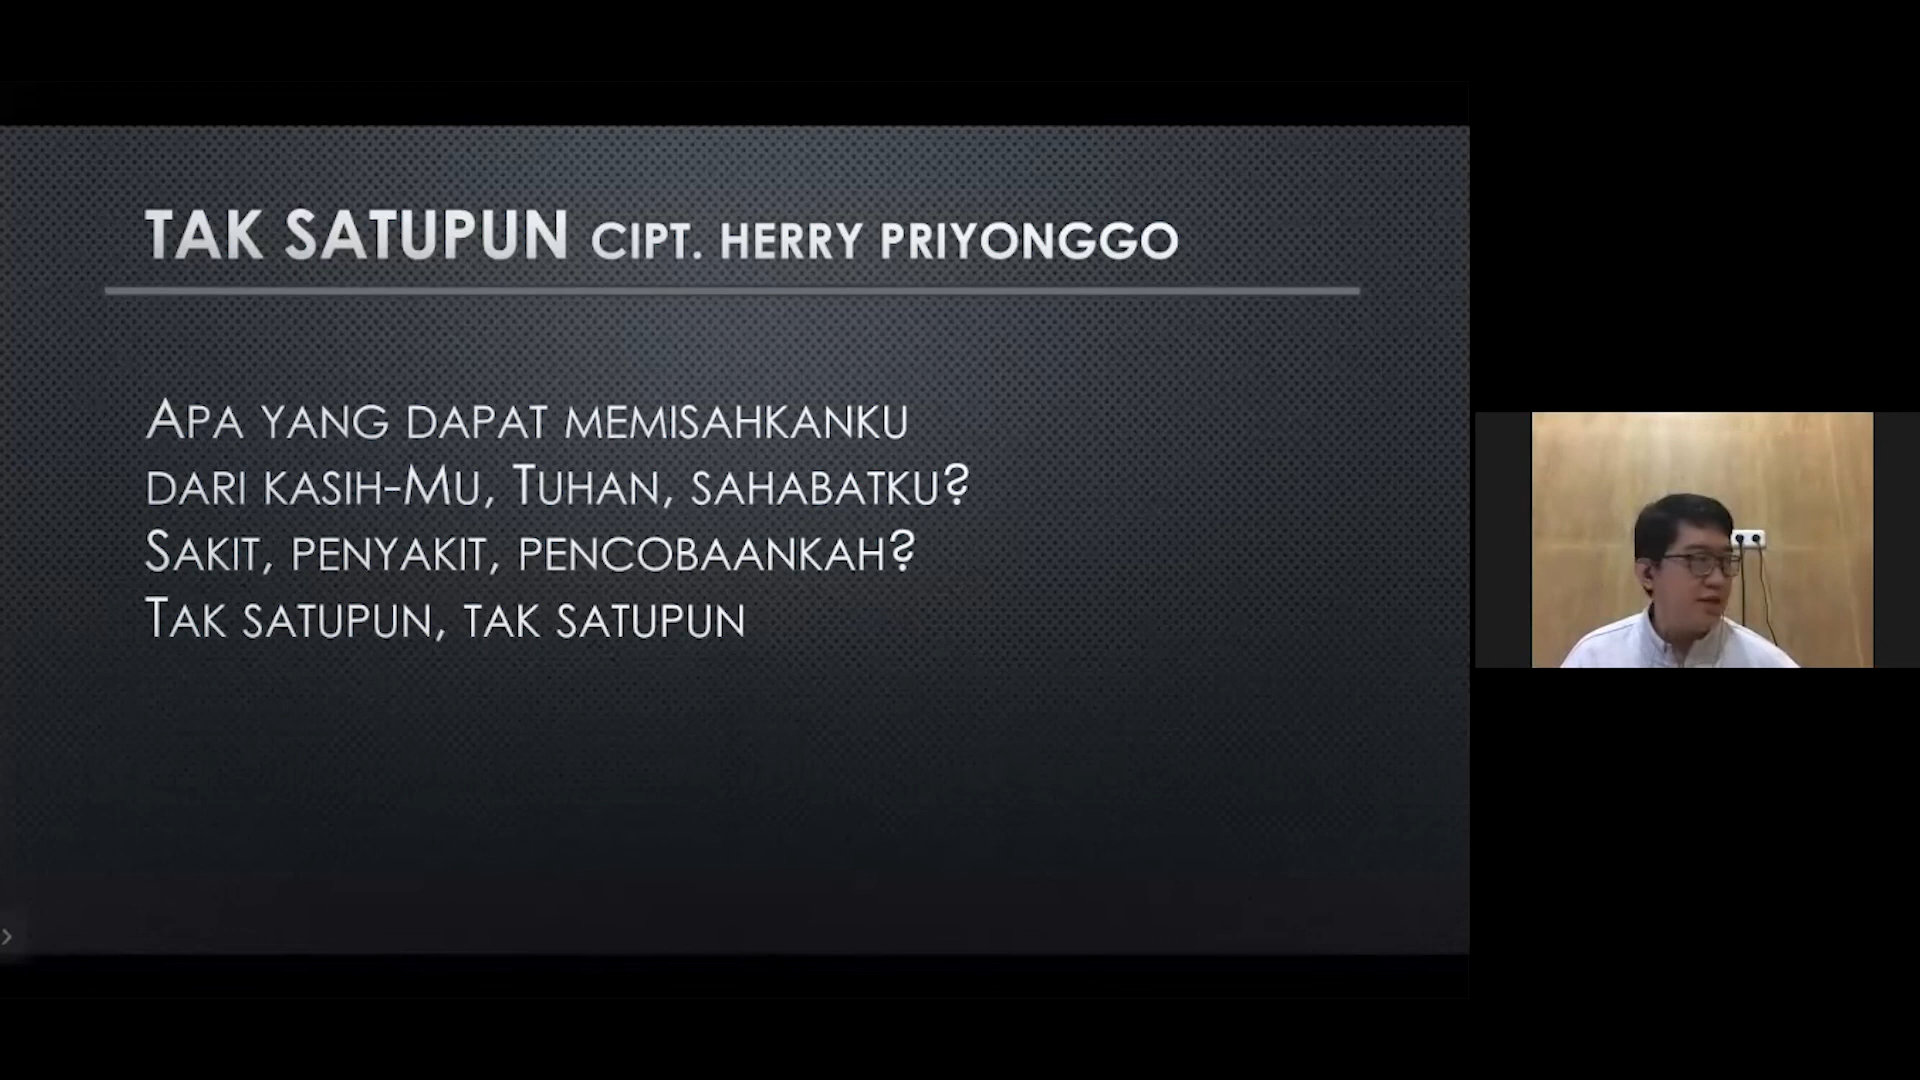 TAK SATUPUN CIPT. HERRY PRIYONGGO
APA YANG DAPAT MEMISAHKANKU
DARI KASIH-MU, TUHAN, SAHABATKU?
SAKIT, PENYAKIT, PENCOBAANKAH?
TAK SATUPUN, TAK SATUPUN